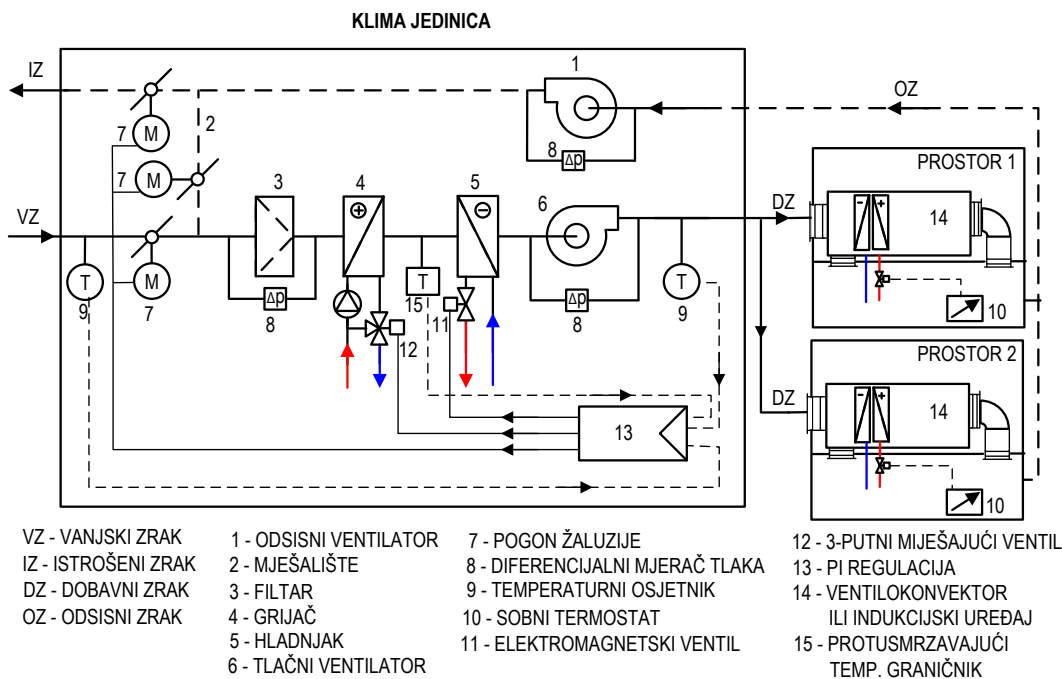 KLIMA JEDINICA
IZ
1
OZ
7
M
2
8
Δp
7
M
PROSTOR 1
3
4
5
6
DZ
14
VZ
T
9
M
7
Δp
8
T
15
11
12
Δp
8
T
9
10
PROSTOR 2
DZ
14
13
10
VZ - VANJSKI ZRAK
IZ - ISTROŠENI ZRAK
DZ - DOBAVNI ZRAK
OZ - ODSISNI ZRAK
1 - ODSISNI VENTILATOR
2 - MJEŠALIŠTE
3 - FILTAR
4 - GRIJAČ
5 - HLADNJAK
6 - TLAČNI VENTILATOR
7 - POGON ŽALUZIJE
8 - DIFERENCIJALNI MJERAČ TLAKA
9 - TEMPERATURNI OSJETNIK
10 - SOBNI TERMOSTAT
11 - ELEKTROMAGNETSKI VENTIL
12 - 3-PUTNI MIJEŠAJUĆI VENTIL
13 - PI REGULACIJA
14 - VENTILOKONVEKTOR
ILI INDUKCIJSKI UREĐAJ
15 - PROTUSMRZAVAJUĆI
TEMP. GRANIČNIK